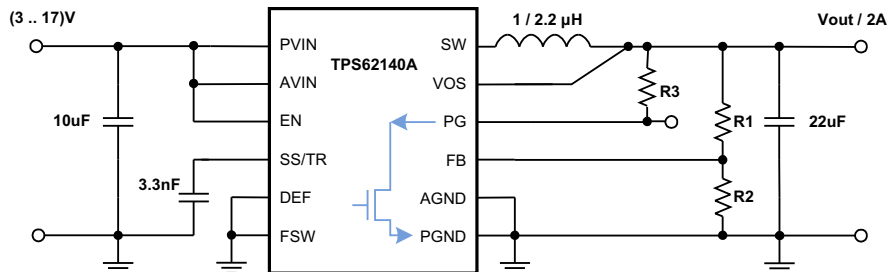 (3 .. 17)V
1 / 2.2 µH
Vout / 2A
PVIN
SW
TPS62140A
AVIN
VOS
R3
10uF
EN
PG
R1
22uF
SS/TR
FB
3.3nF
DEF
AGND
R2
FSW
PGND